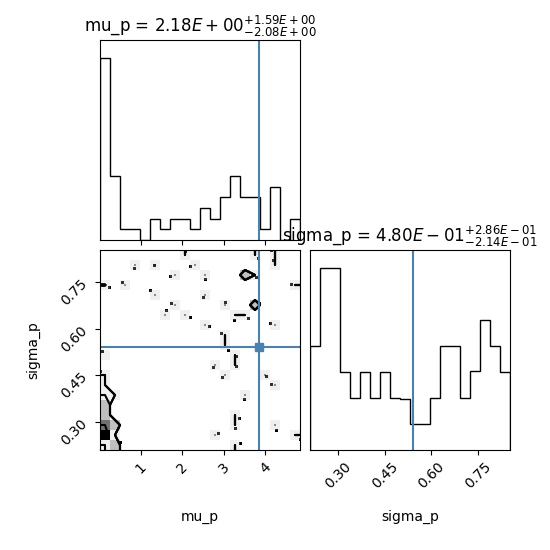 mu_p = 2.18E + 00 +1.59E + 00 −2.08E + 00
sigma_p = 4.80E − 01 +2.86E − 01 −2.14E − 01
0.75
0.60
0.45
0.30
sigma_p
1 2 3 4
0.30 0.45 0.60 0.75
mu_p
sigma_p